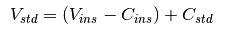 V_{std} = (V_{ins} − C_{ins}) + C_{std}